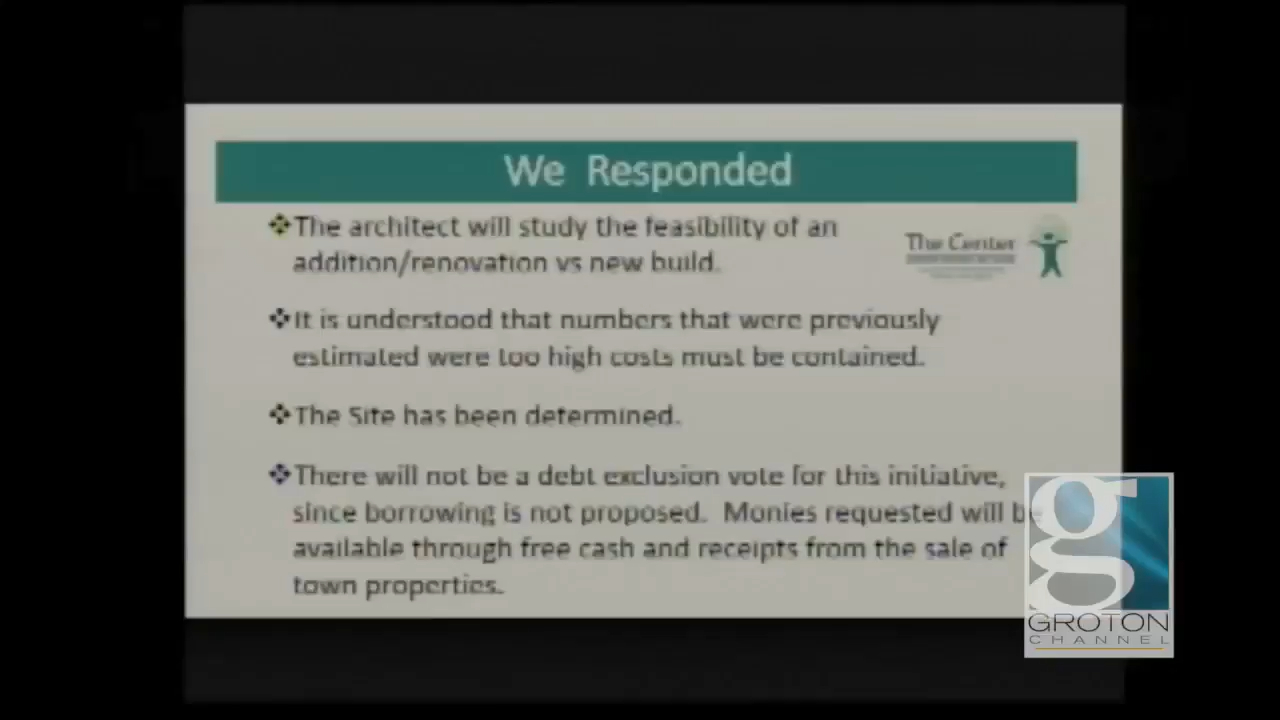 We Responded
❖The architect will study the feasibility of an
addition/renovation vs new build.
The Center
❖It is understood that numbers that were previously
estimated were too high costs must be contained.
❖The Site has been determined.
❖There will not be a debt exclusion vote for this initiative,
since borrowing is not proposed. Monies requested will be
available through free cash and receipts from the sale of
town properties.
g
GROTON
CHANNEL